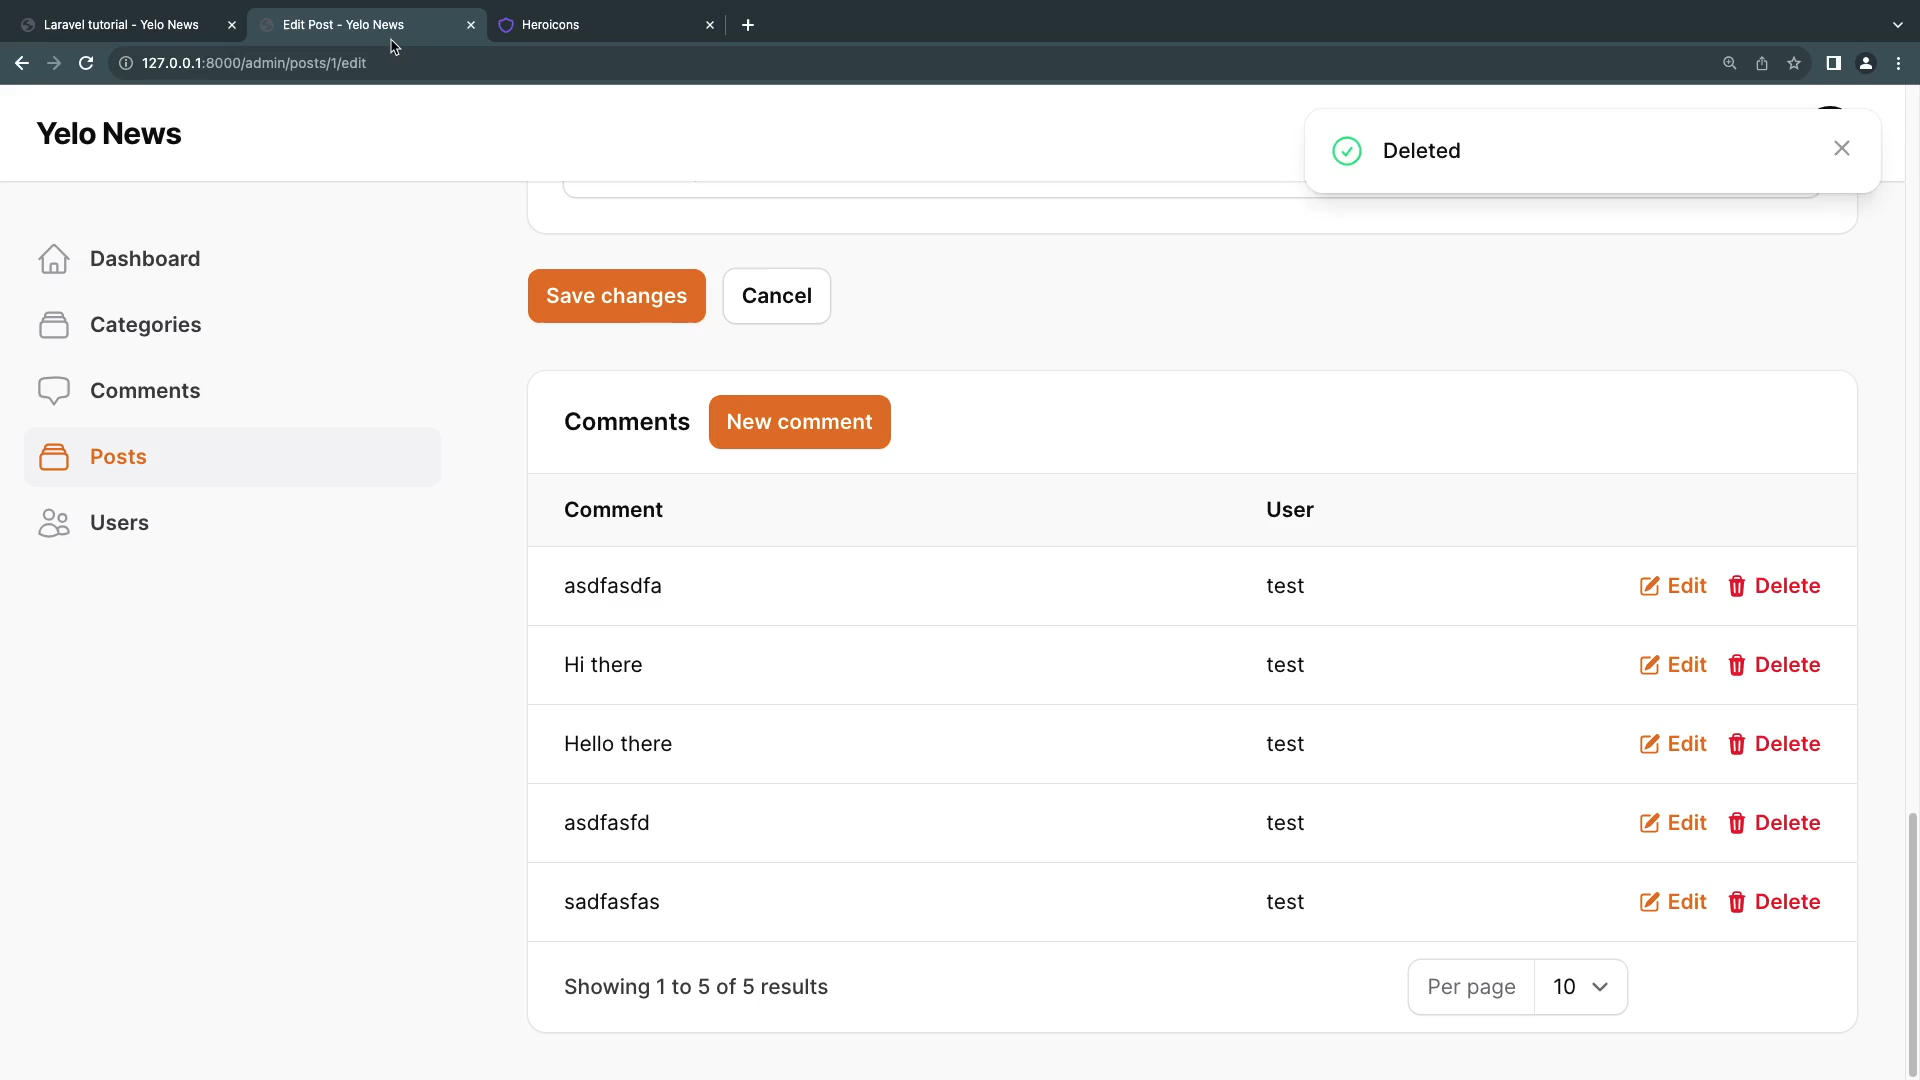 Laravel tutorial - Yelo News
Edit Post - Yelo News
Heroicons
127.0.0.1:8000/admin/posts/1/edit
Yelo News
Deleted
Dashboard
Categories
Comments
Posts
Users
Save changes
Cancel
Comments
New comment
Comment User
asdfasdfa test Edit Delete
Hi there test Edit Delete
Hello there test Edit Delete
asdfasfd test Edit Delete
sadfasfas test Edit Delete
Showing 1 to 5 of 5 results
Per page 10